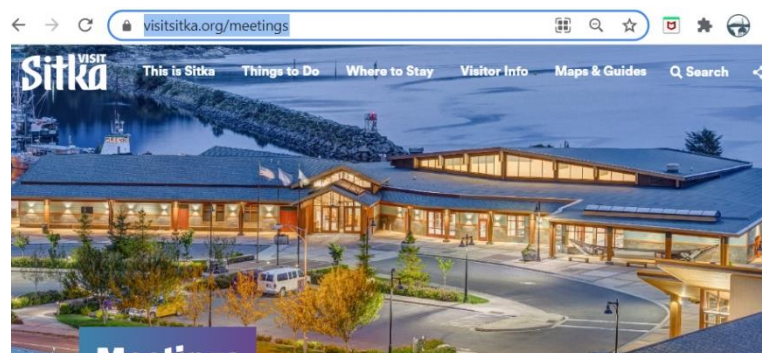 visitsitka.org/meetings
VISIT
Sitka
This is Sitka
Things to Do
Where to Stay
Visitor Info
Maps & Guides
Search
Meetings